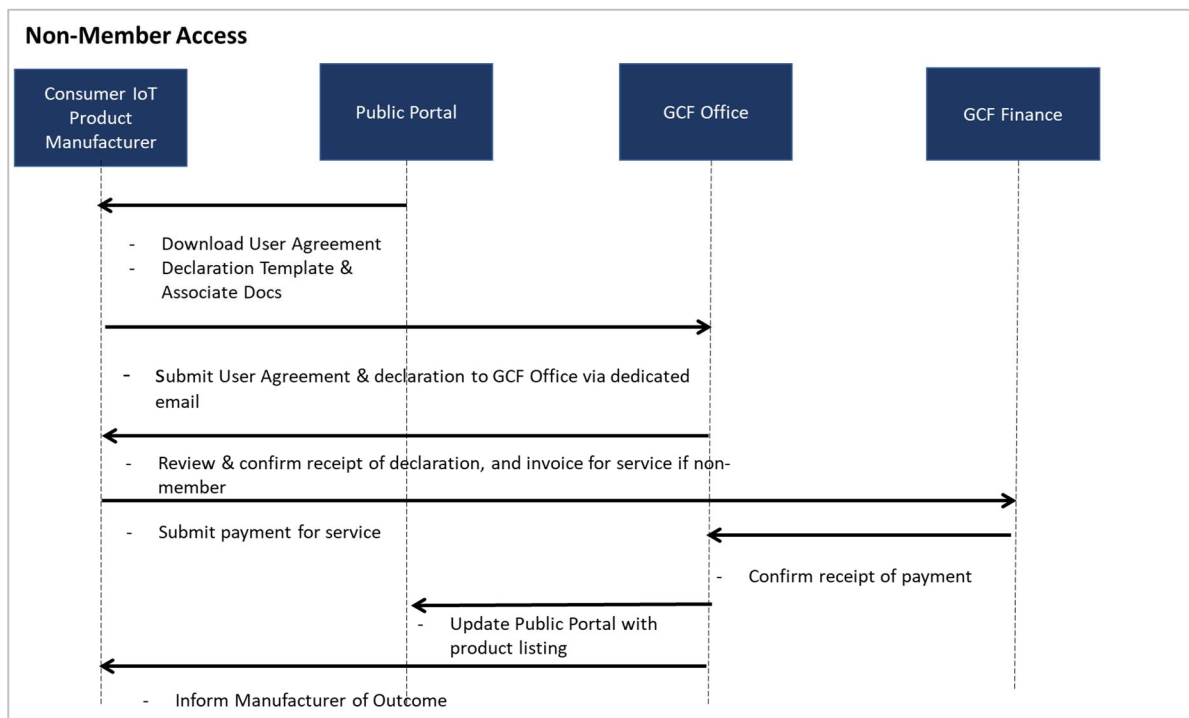 Non-Member Access
Consumer IoT
Product
Manufacturer
Public Portal
GCF Office
GCF Finance
- Download User Agreement
- Declaration Template &
Associate Docs
- Submit User Agreement & declaration to GCF Office via dedicated
email
- Review & confirm receipt of declaration, and invoice for service if non-
member
- Submit payment for service
- Confirm receipt of payment
- Update Public Portal with
product listing
- Inform Manufacturer of Outcome